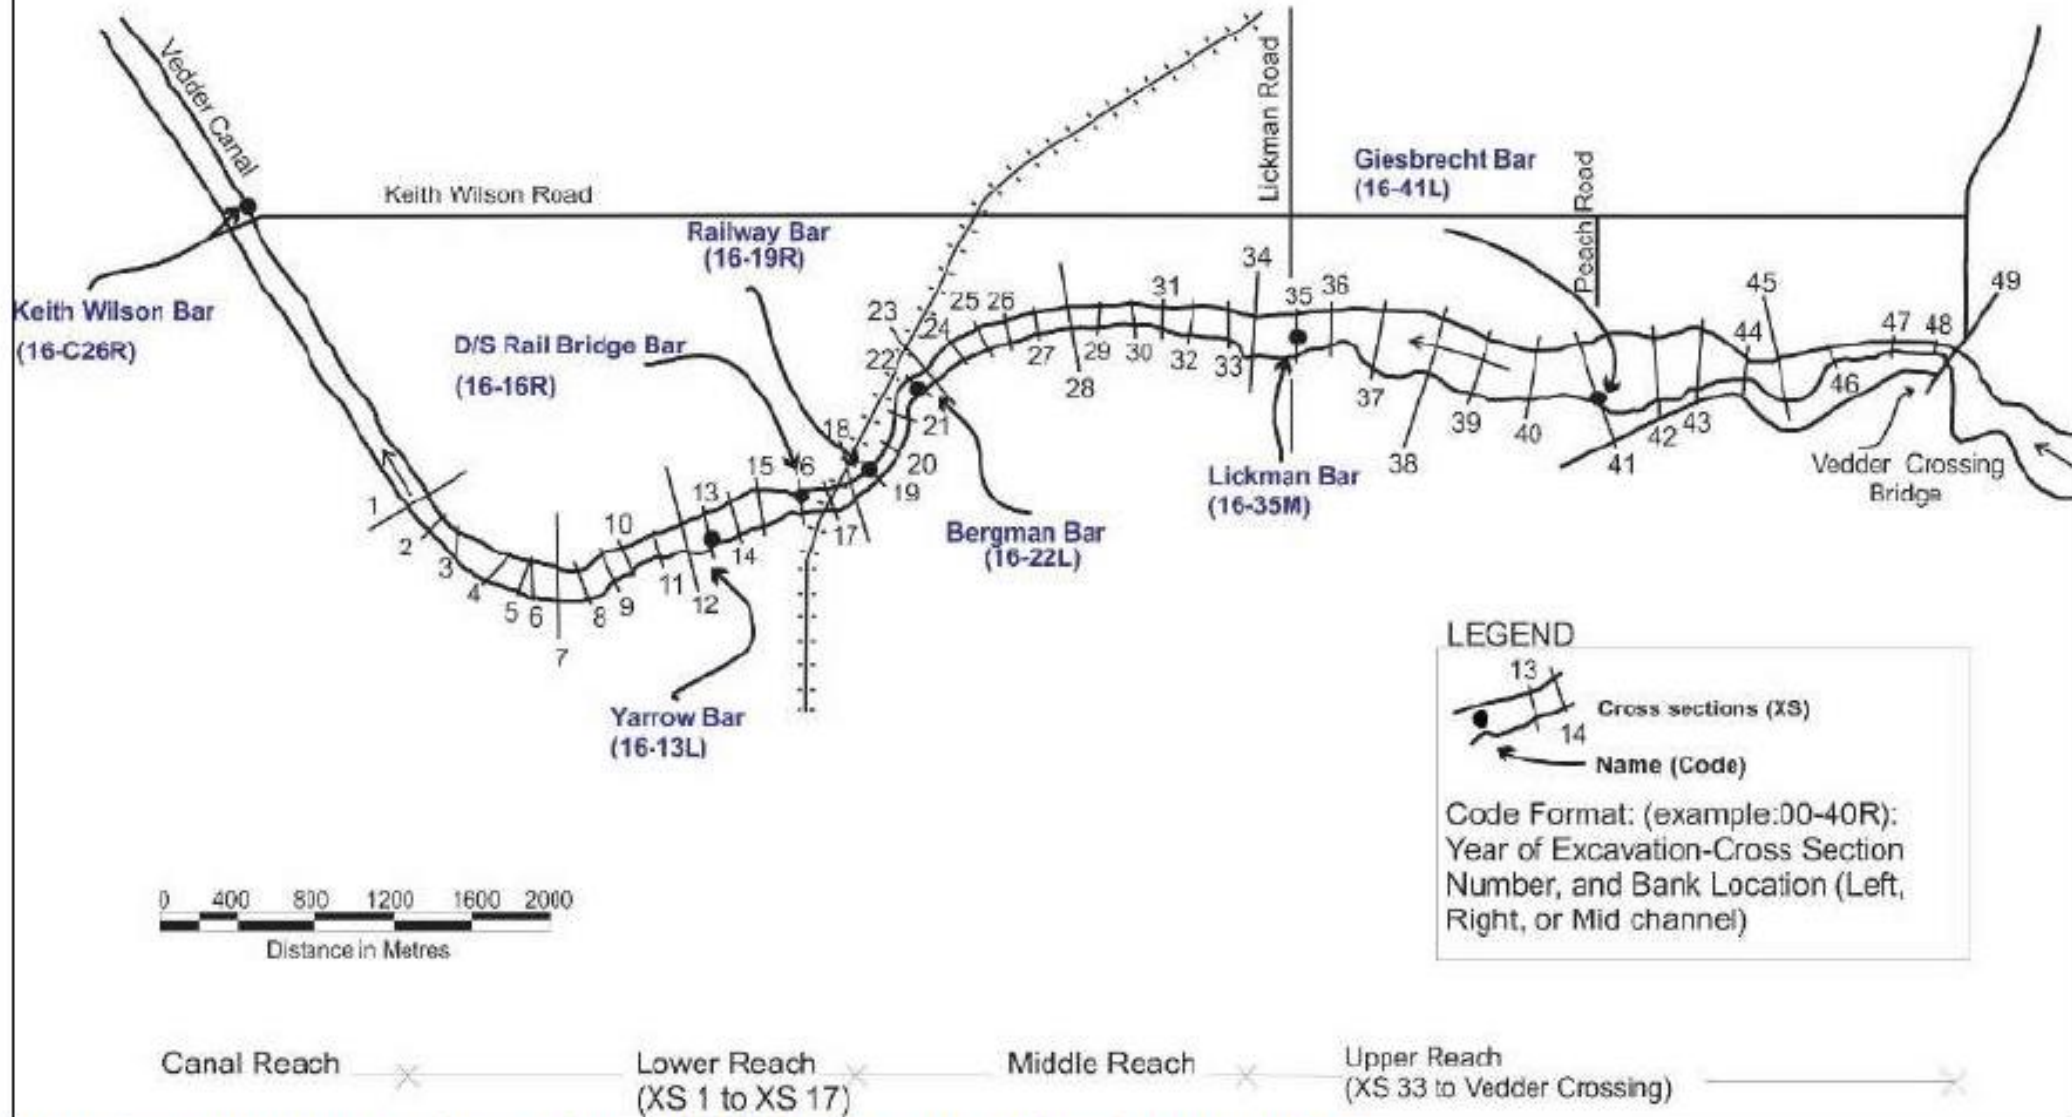 Vedder Canal
Keith Wilson Road
Lickman Road
Peach Road
Giesbrecht Bar
(16-41L)
Railway Bar
(16-19R)
Keith Wilson Bar
(16-C26R)
D/S Rail Bridge Bar
(16-16R)
Lickman Bar
(16-35M)
Bergman Bar
(16-22L)
Yarrow Bar
(16-13L)
Vedder Crossing
Bridge
1
2
3
4
5
6
7
8
9
10
11
12
13
14
15
6
17
18
19
20
21
22
23
24
25
26
27
28
29
30
31
32
33
34
35
36
37
38
39
40
41
42
43
44
45
46
47
48
49
LEGEND
13
14
Cross sections (XS)
Name (Code)
Code Format: (example:00-40R):
Year of Excavation-Cross Section
Number, and Bank Location (Left,
Right, or Mid channel)
0 400 800 1200 1600 2000
Distance in Metres
Canal Reach
Lower Reach
(XS 1 to XS 17)
Middle Reach
Upper Reach
(XS 33 to Vedder Crossing)